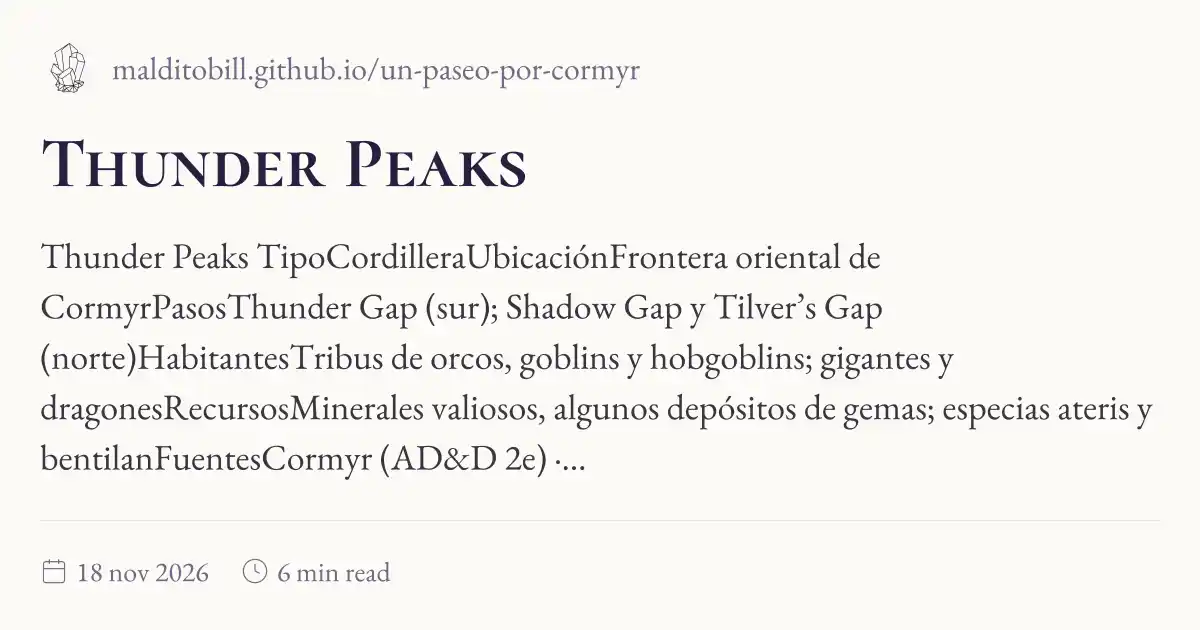 malditobill.github.io/un-paseo-por-cormyr
Thunder Peaks
Thunder Peaks TipoCordilleraUbicaciónFrontera oriental de
CormyrPasosThunder Gap (sur); Shadow Gap y Tilver’s Gap
(norte)HabitantesTribus de orcos, goblins y hobgoblins; gigantes y
dragonesRecursosMinerales valiosos, algunos depósitos de gemas; especias ateris y
bentilanFuentesCormyr (AD&D 2e) ·...
18 nov 2026 6 min read